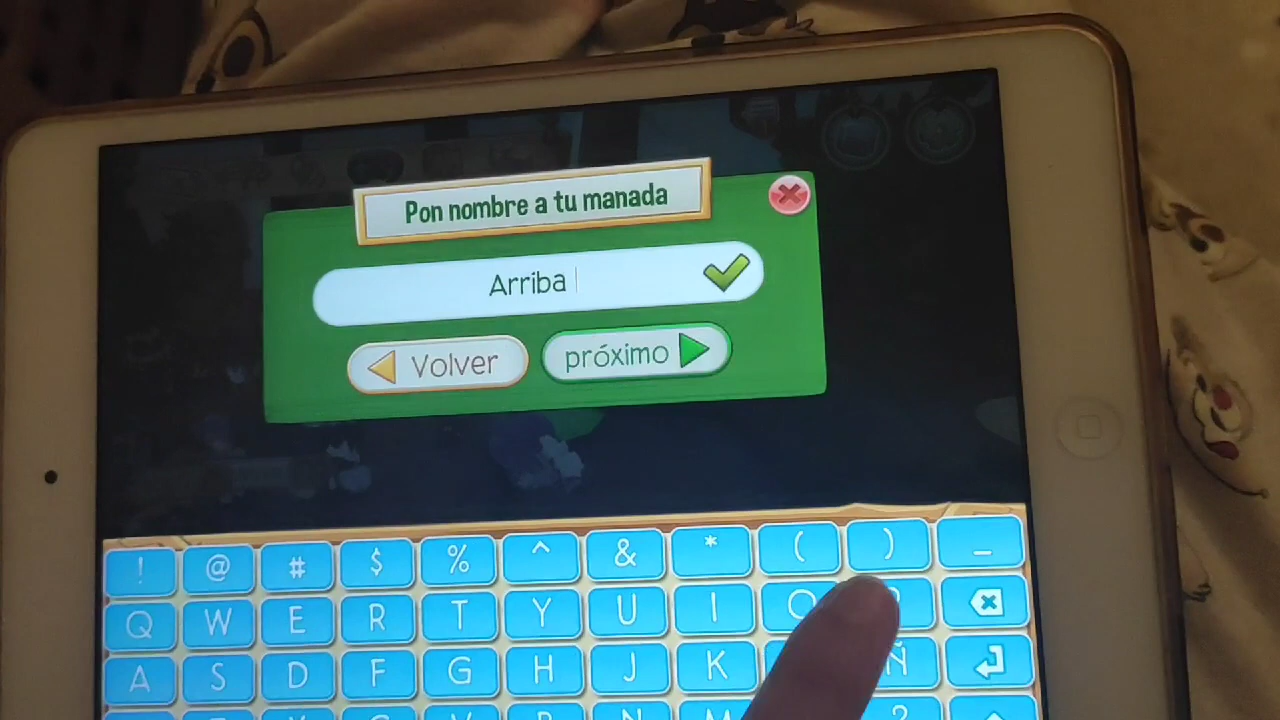 Pon nombre a tu manada
Arriba
Volver
próximo
! @ # $ % ^ & * ( ) _
Q W E R T Y U I O
A S D F G H J K Ñ